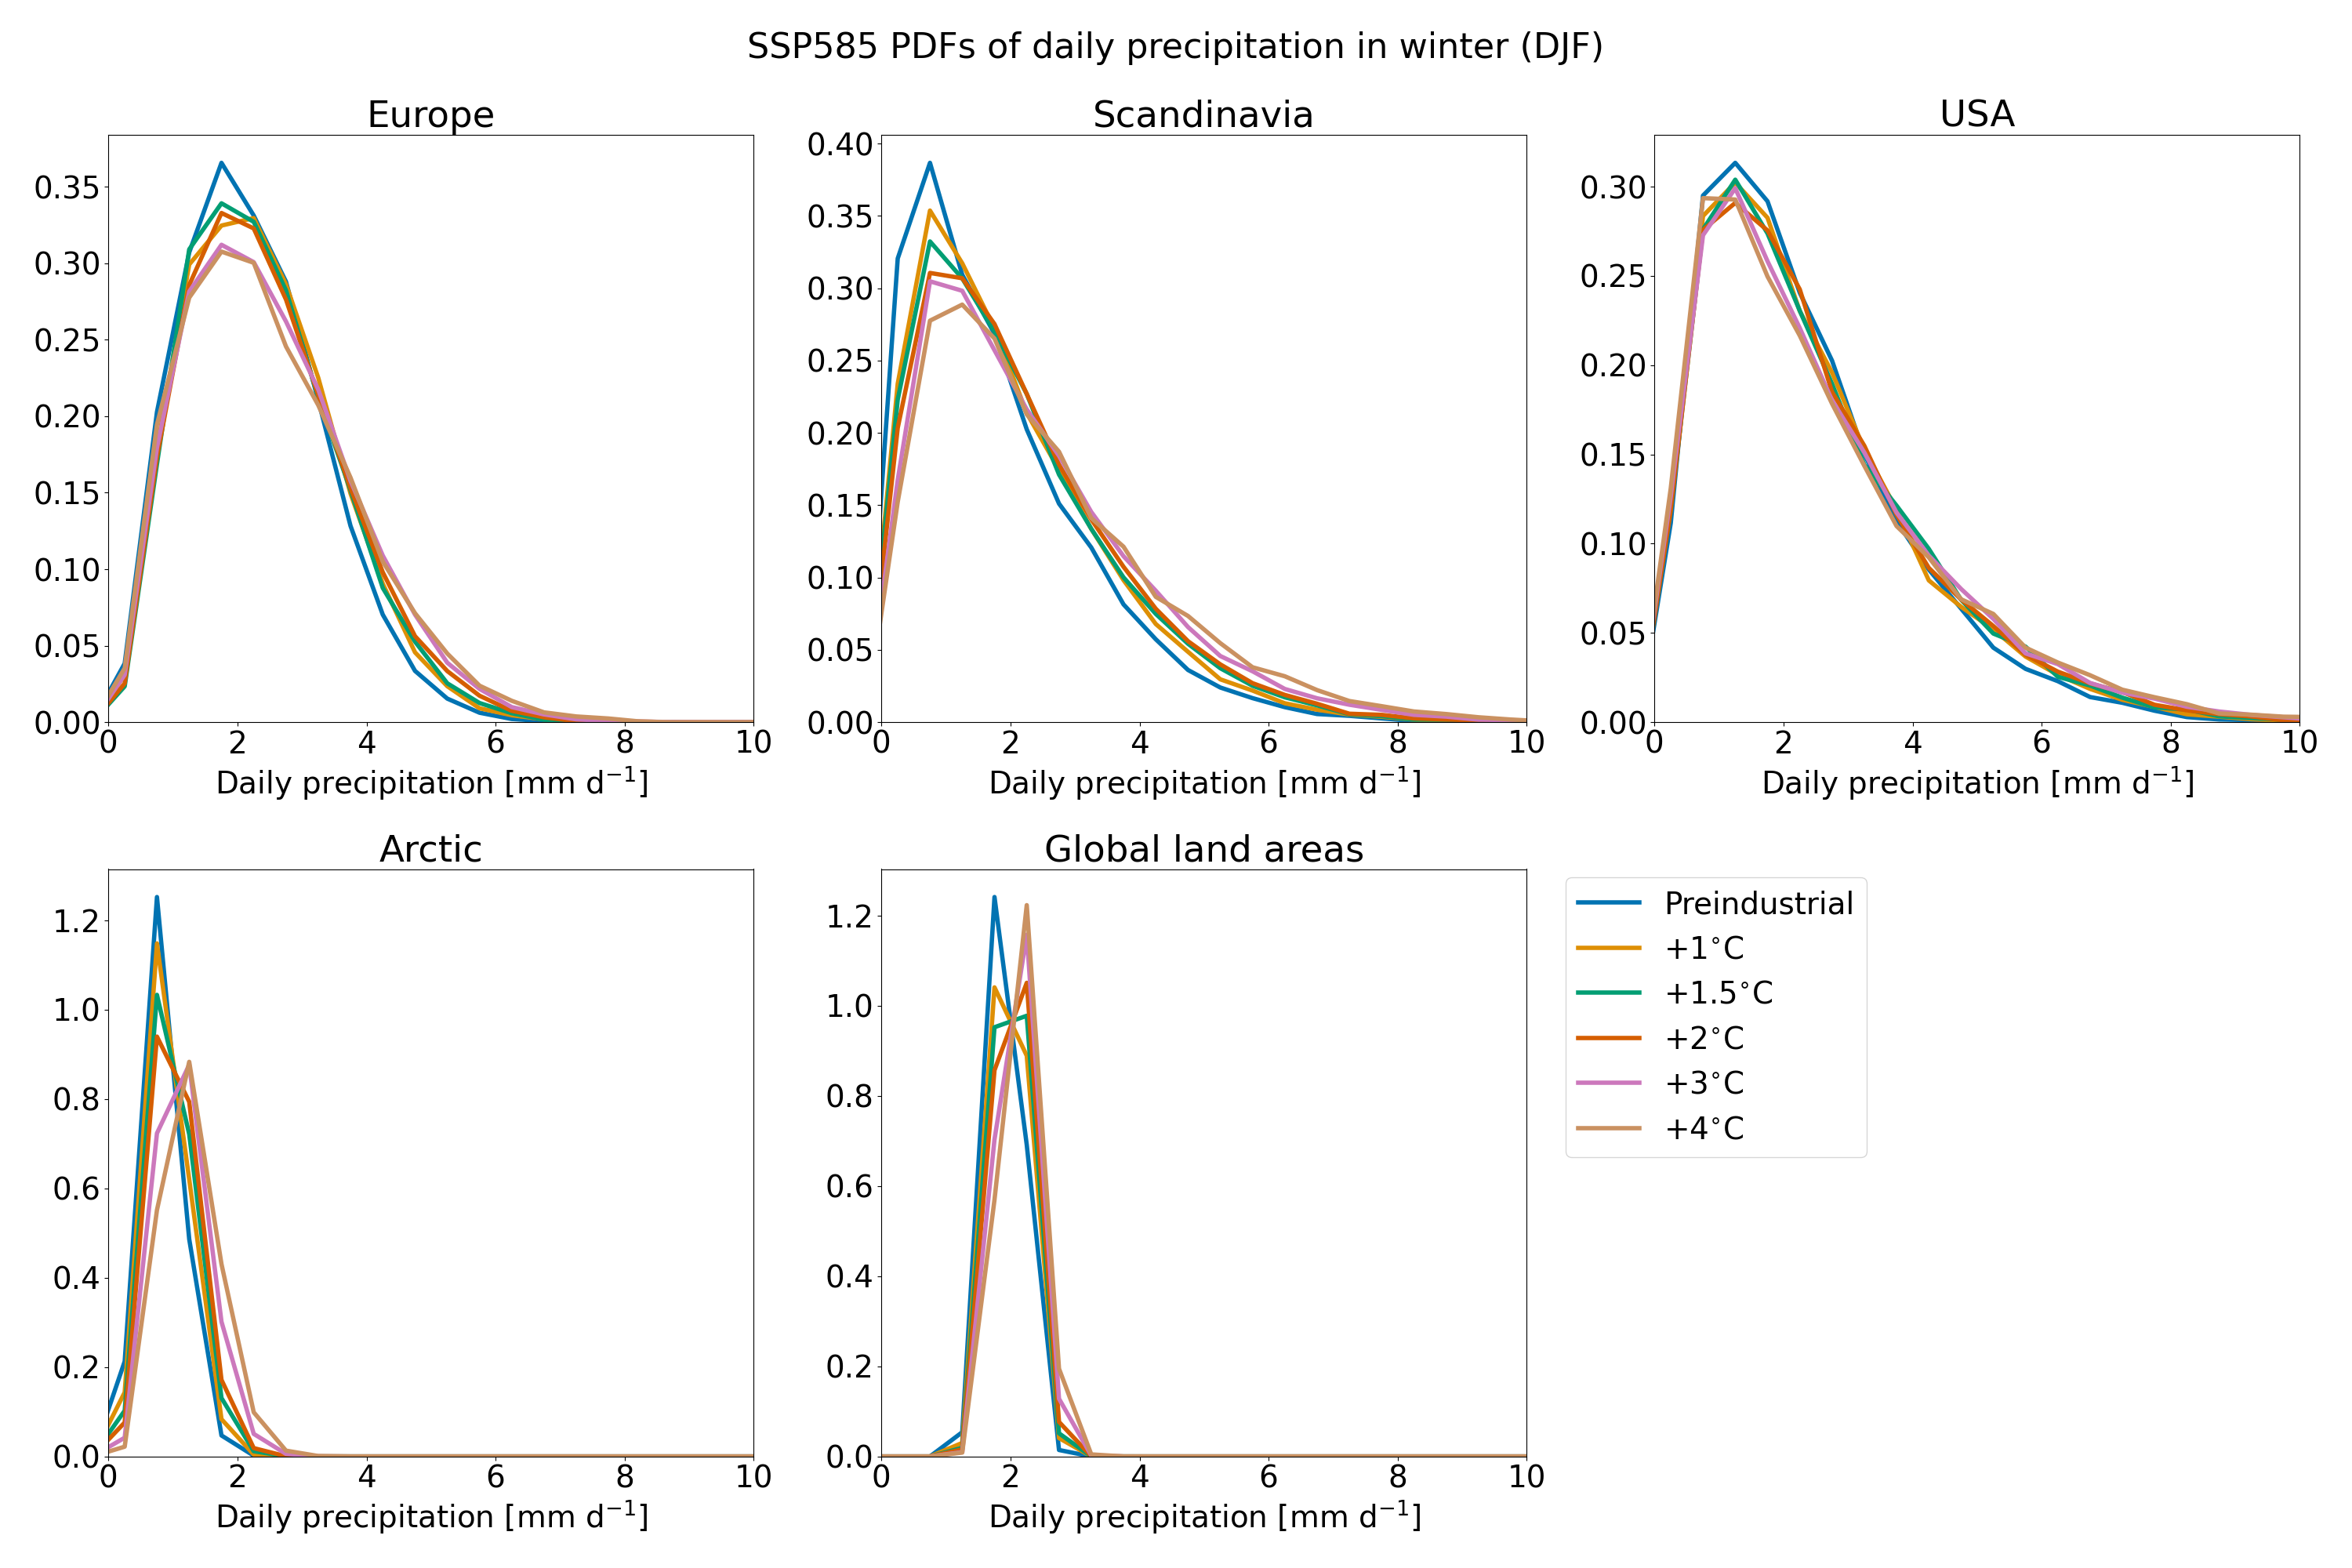 SSP585 PDFs of daily precipitation in winter (DJF)
Europe
0.35
0.30
0.25
0.20
0.15
0.10
0.05
0.00
0 2 4 6 8 10
Daily precipitation [mm d⁻¹]
Scandinavia
0.40
0.35
0.30
0.25
0.20
0.15
0.10
0.05
0.00
0 2 4 6 8 10
Daily precipitation [mm d⁻¹]
USA
0.30
0.25
0.20
0.15
0.10
0.05
0.00
0 2 4 6 8 10
Daily precipitation [mm d⁻¹]
Arctic
1.2
1.0
0.8
0.6
0.4
0.2
0.0
0 2 4 6 8 10
Daily precipitation [mm d⁻¹]
Global land areas
1.2
1.0
0.8
0.6
0.4
0.2
0.0
0 2 4 6 8 10
Daily precipitation [mm d⁻¹]
Preindustrial
+1°C
+1.5°C
+2°C
+3°C
+4°C